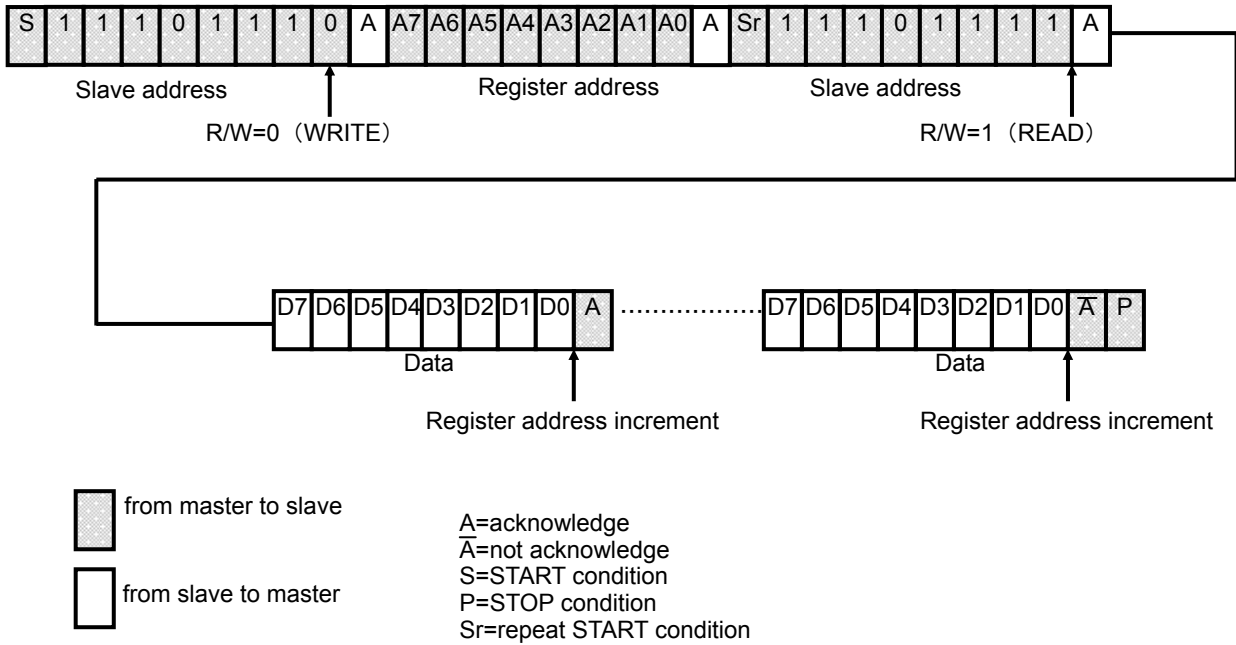 S 1 1 1 0 1 1 1 0 A A7 A6 A5 A4 A3 A2 A1 A0 A Sr 1 1 1 0 1 1 1 1 A
Slave address Register address Slave address
R/W=0（WRITE） R/W=1（READ）
D7 D6 D5 D4 D3 D2 D1 D0 A .................. D7 D6 D5 D4 D3 D2 D1 D0 A̅ P
Data
Register address increment Register address increment
from master to slave
from slave to master
A=acknowledge
A̅=not acknowledge
S=START condition
P=STOP condition
Sr=repeat START condition